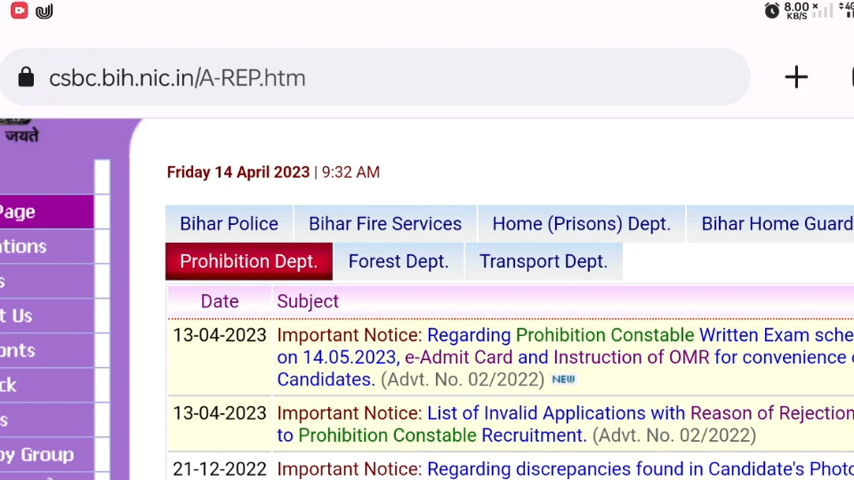 8.00
KB/S
csbc.bih.nic.in/A-REP.htm
जयते
Friday 14 April 2023 | 9:32 AM
Page
Bihar Police
Bihar Fire Services
Home (Prisons) Dept.
Bihar Home Guard
Prohibition Dept.
Forest Dept.
Transport Dept.
Date
Subject
13-04-2023
Important Notice: Regarding Prohibition Constable Written Exam sche
on 14.05.2023, e-Admit Card and Instruction of OMR for convenience o
Candidates. (Advt. No. 02/2022) NEW
13-04-2023
Important Notice: List of Invalid Applications with Reason of Rejection
to Prohibition Constable Recruitment. (Advt. No. 02/2022)
21-12-2022
Important Notice: Regarding discrepancies found in Candidate's Photo
tions
s
t Us
onts
ck
s
by Group